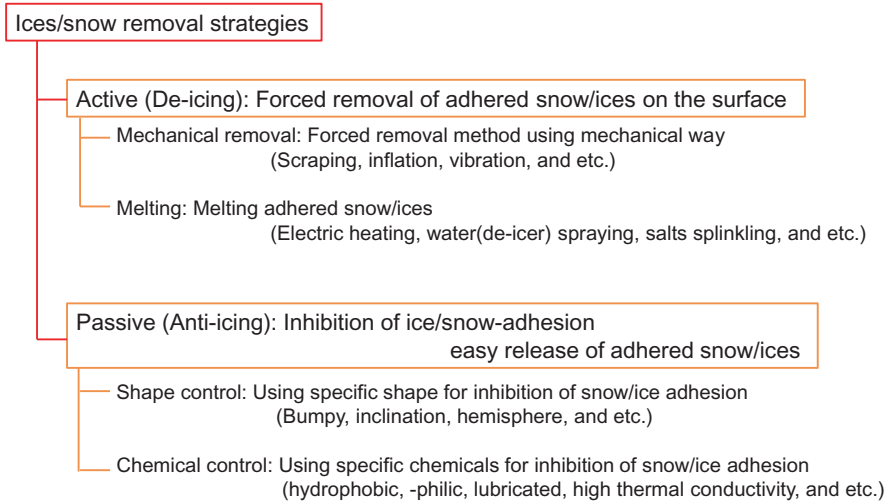 Ices/snow removal strategies
Active (De-icing): Forced removal of adhered snow/ices on the surface
Mechanical removal: Forced removal method using mechanical way
(Scraping, inflation, vibration, and etc.)
Melting: Melting adhered snow/ices
(Electric heating, water(de-icer) spraying, salts splinkling, and etc.)
Passive (Anti-icing): Inhibition of ice/snow-adhesion
easy release of adhered snow/ices
Shape control: Using specific shape for inhibition of snow/ice adhesion
(Bumpy, inclination, hemisphere, and etc.)
Chemical control: Using specific chemicals for inhibition of snow/ice adhesion
(hydrophobic, -philic, lubricated, high thermal conductivity, and etc.)